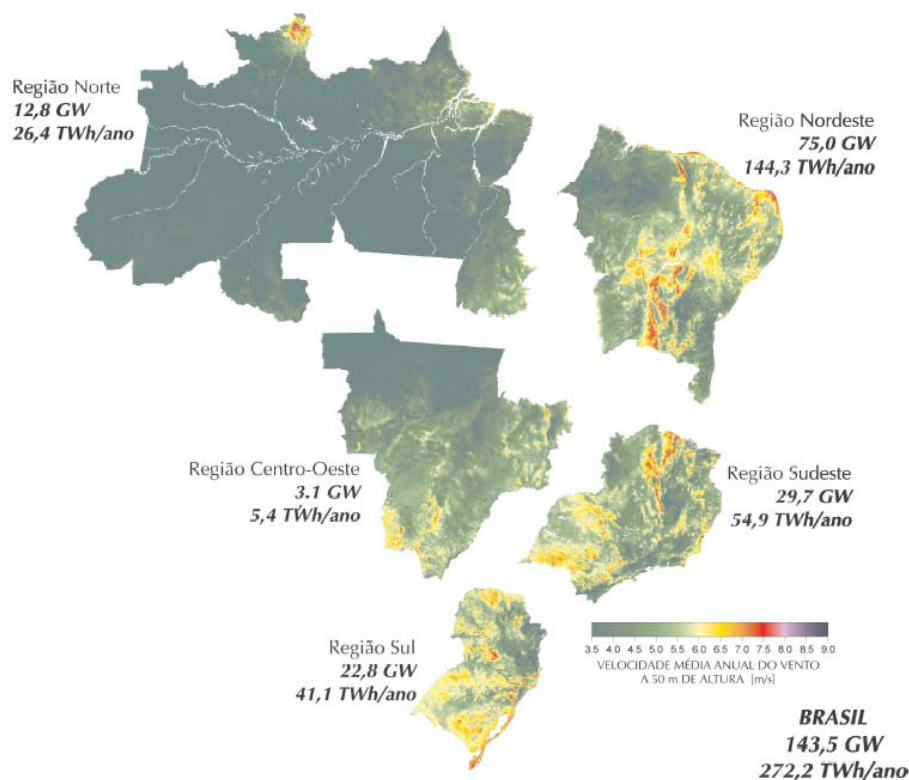 Região Norte
12,8 GW
26,4 TWh/ano
Região Nordeste
75,0 GW
144,3 TWh/ano
Região Centro-Oeste
3.1 GW
5,4 TWh/ano
Região Sudeste
29,7 GW
54,9 TWh/ano
Região Sul
22,8 GW
41,1 TWh/ano
3.5 4.0 4.5 5.0 5.5 6.0 6.5 7.0 7.5 8.0 8.5 9.0
VELOCIDADE MÉDIA ANUAL DO VENTO
A 50 m DE ALTURA [m/s]
BRASIL
143,5 GW
272,2 TWh/ano